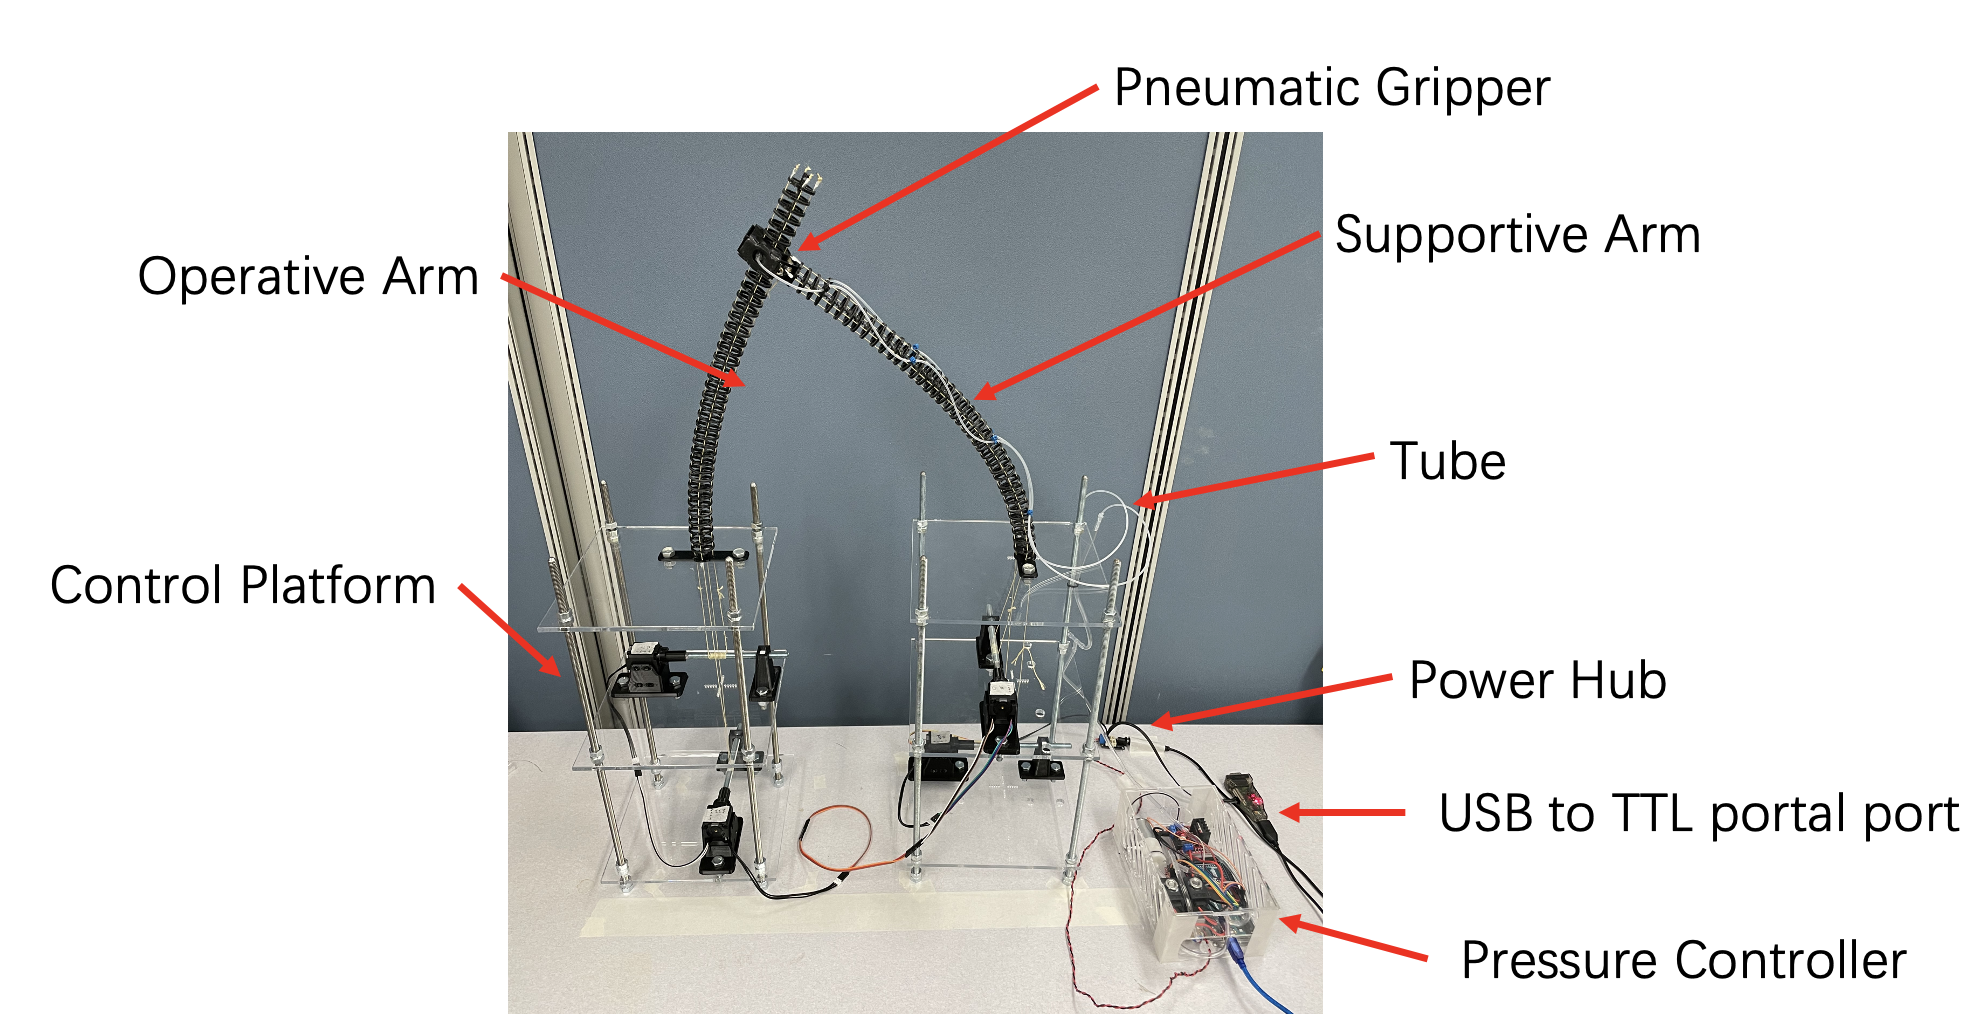 Pneumatic Gripper
Supportive Arm
Operative Arm
Tube
Control Platform
Power Hub
USB to TTL portal port
Pressure Controller